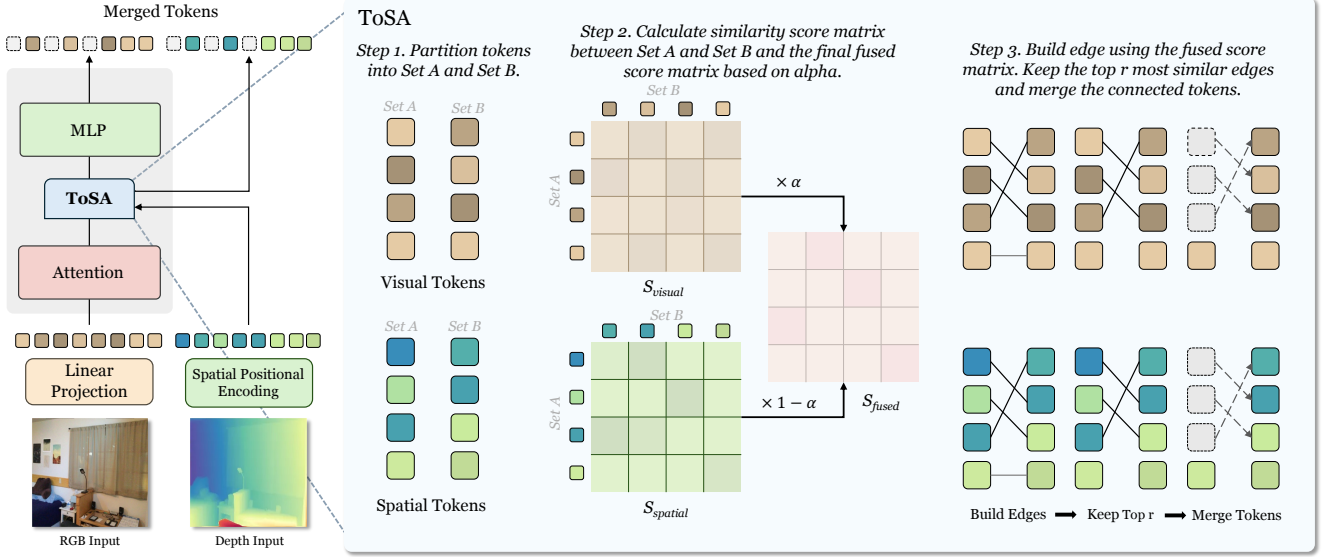 Merged Tokens
MLP
ToSA
Attention
Linear
Projection
Spatial Positional
Encoding
RGB Input
Depth Input
ToSA
Step 1. Partition tokens
into Set A and Set B.
Set A
Set B
Visual Tokens
Set A
Set B
Spatial Tokens
Step 2. Calculate similarity score matrix
between Set A and Set B and the final fused
score matrix based on alpha.
Set B
Set A
S_visual
× α
Set B
Set A
S_spatial
× 1 − α
S_fused
Step 3. Build edge using the fused score
matrix. Keep the top r most similar edges
and merge the connected tokens.
Build Edges
Keep Top r
Merge Tokens